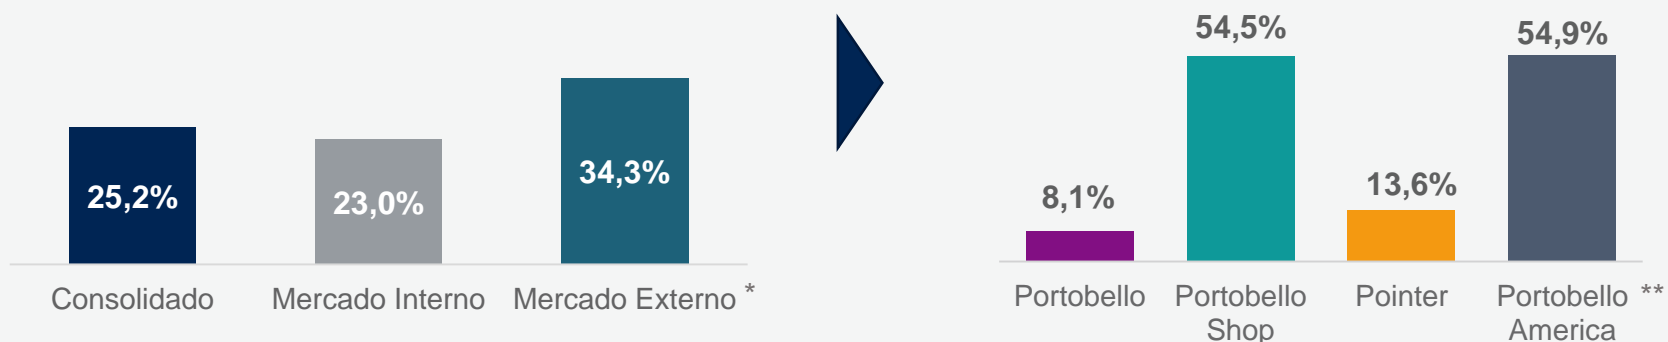 25,2%
23,0%
34,3%
Consolidado
Mercado Interno
Mercado Externo *
8,1%
54,5%
13,6%
54,9%
Portobello
Portobello
Shop
Pointer
Portobello **
America